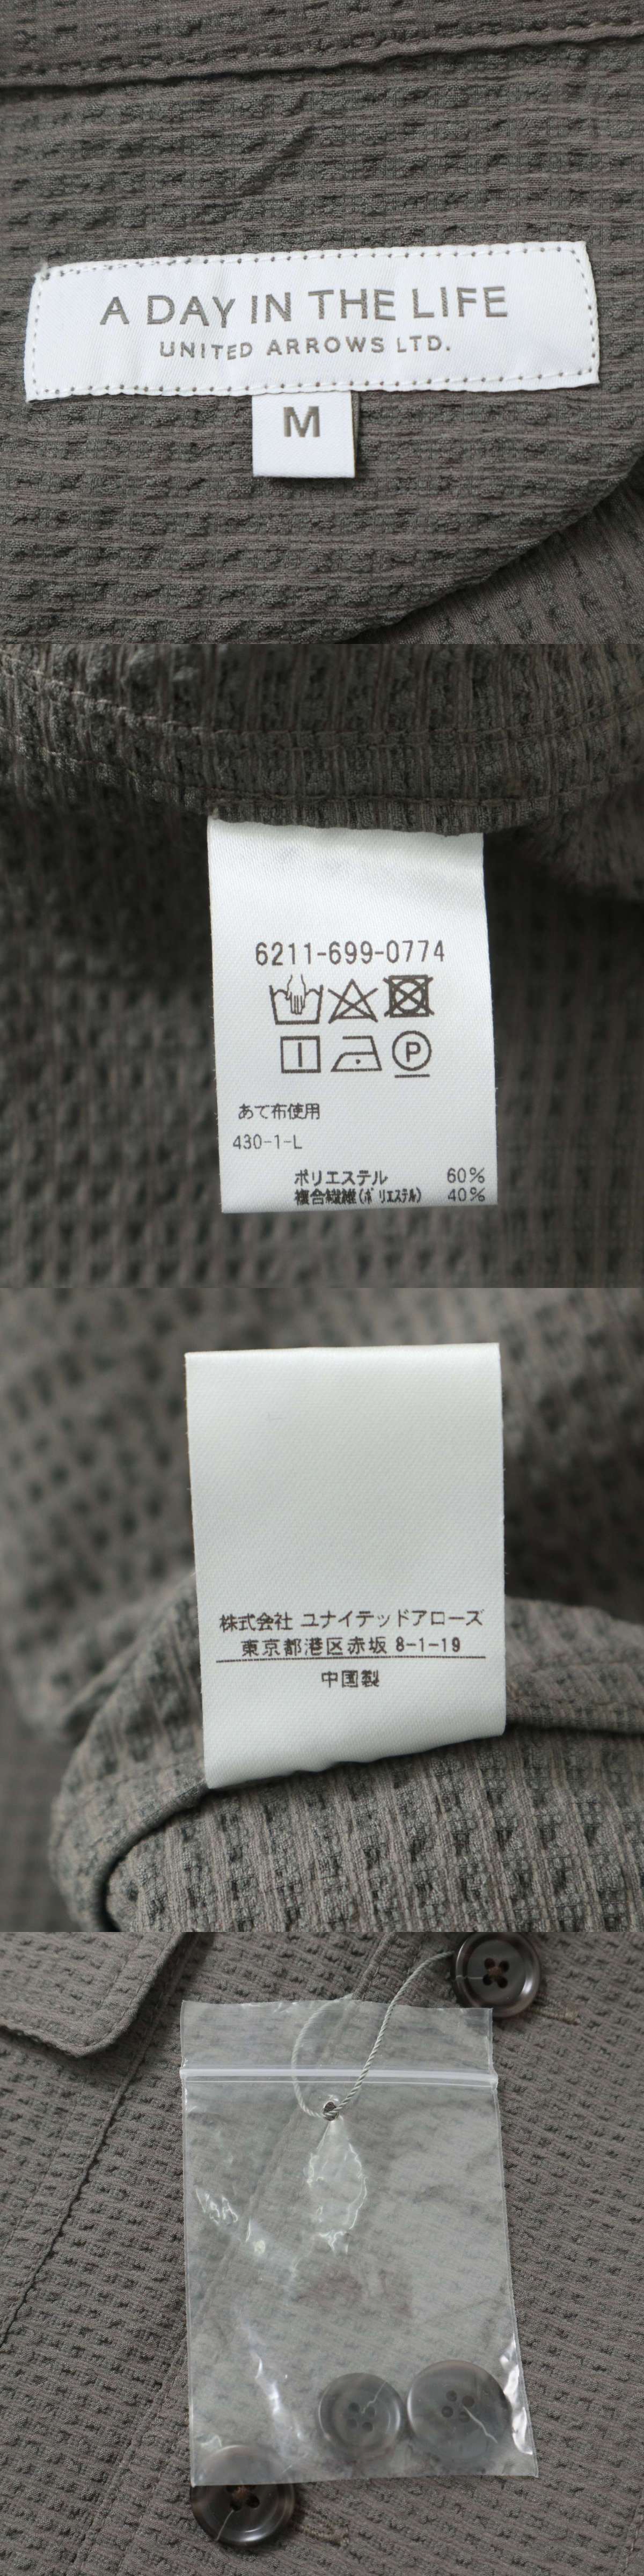 A DAY IN THE LIFE
UNITED ARROWS LTD.
M
6211-699-0774
P
あて布使用
430-1-L
ポリエステル 60%
複合繊維(ポリエステル) 40%
株式会社 ユナイテッドアローズ
東京都港区赤坂 8-1-19
中国製